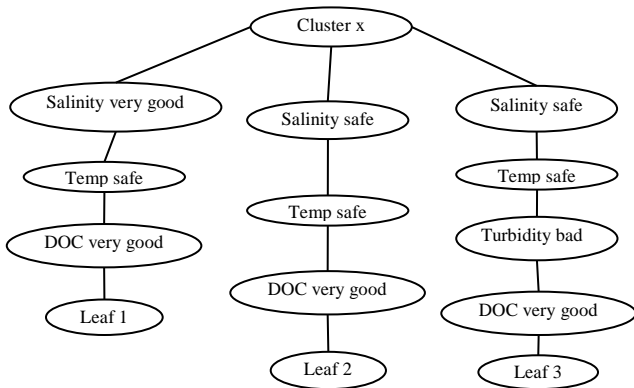 Cluster x
Salinity very good
Temp safe
DOC very good
Leaf 1
Salinity safe
Temp safe
DOC very good
Leaf 2
Salinity safe
Temp safe
Turbidity bad
DOC very good
Leaf 3